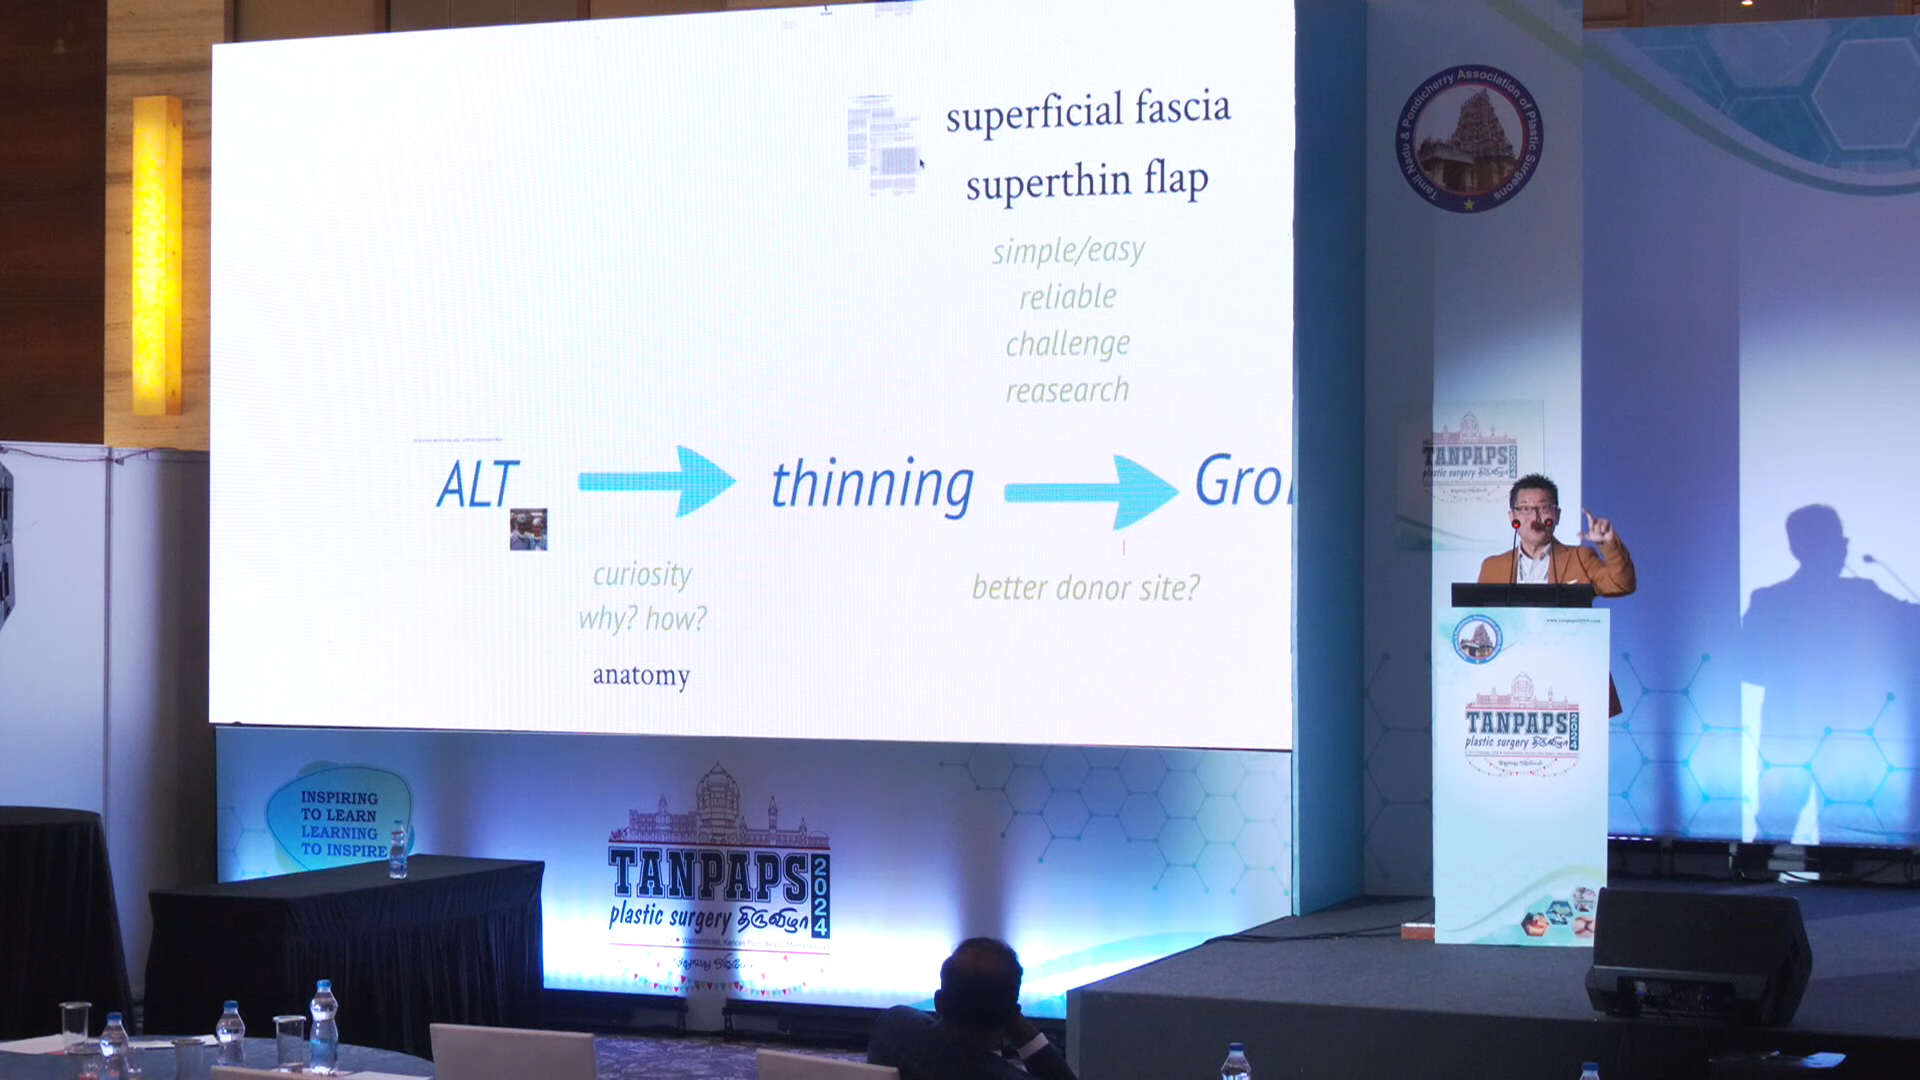 superficial fascia
superthin flap
simple/easy
reliable
challenge
reasearch
ALT
thinning
Gro
curiosity
why? how?
anatomy
better donor site?
Tamil Nadu & Pondicherry Association of Plastic Surgeons
TANPAPS
plastic surgery திருவிழா
TANPAPS 2024
plastic surgery திருவிழா
INSPIRING
TO LEARN
LEARNING
TO INSPIRE
TANPAPS 2024
plastic surgery திருவிழா